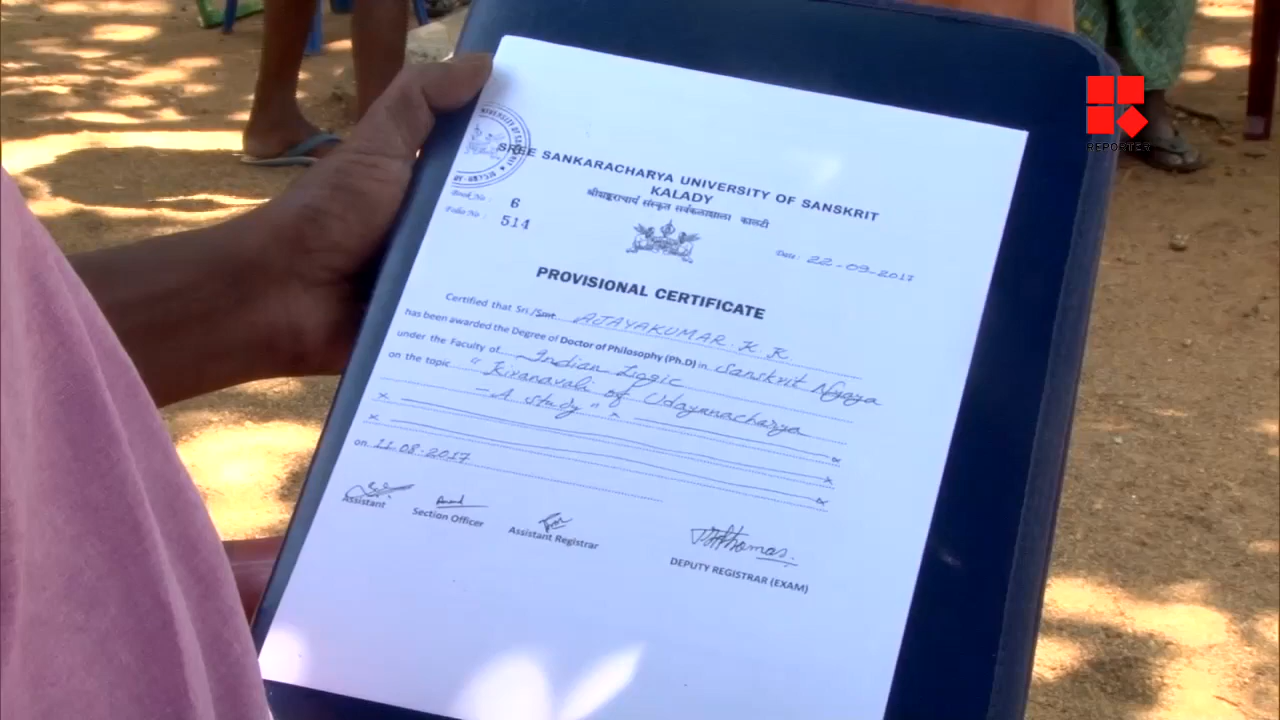 REPORTER
SREE SANKARACHARYA UNIVERSITY OF SANSKRIT
KALADY
श्रीशङ्कराचार्य संस्कृत सर्वकलाशाला कालटी
Book No : 6
Folio No : 514
Date : 22-09-2017
PROVISIONAL CERTIFICATE
Certified that Sri./Smt. AJAYAKUMAR. K. K
has been awarded the Degree of Doctor of Philosophy (Ph.D) in Sanskrit Nyaya
under the Faculty of Indian Logic
on the topic "Kiranavali of Udayanacharya
- A study"
on 11.08.2017
Assistant
Section Officer
Assistant Registrar
DEPUTY REGISTRAR (EXAM)